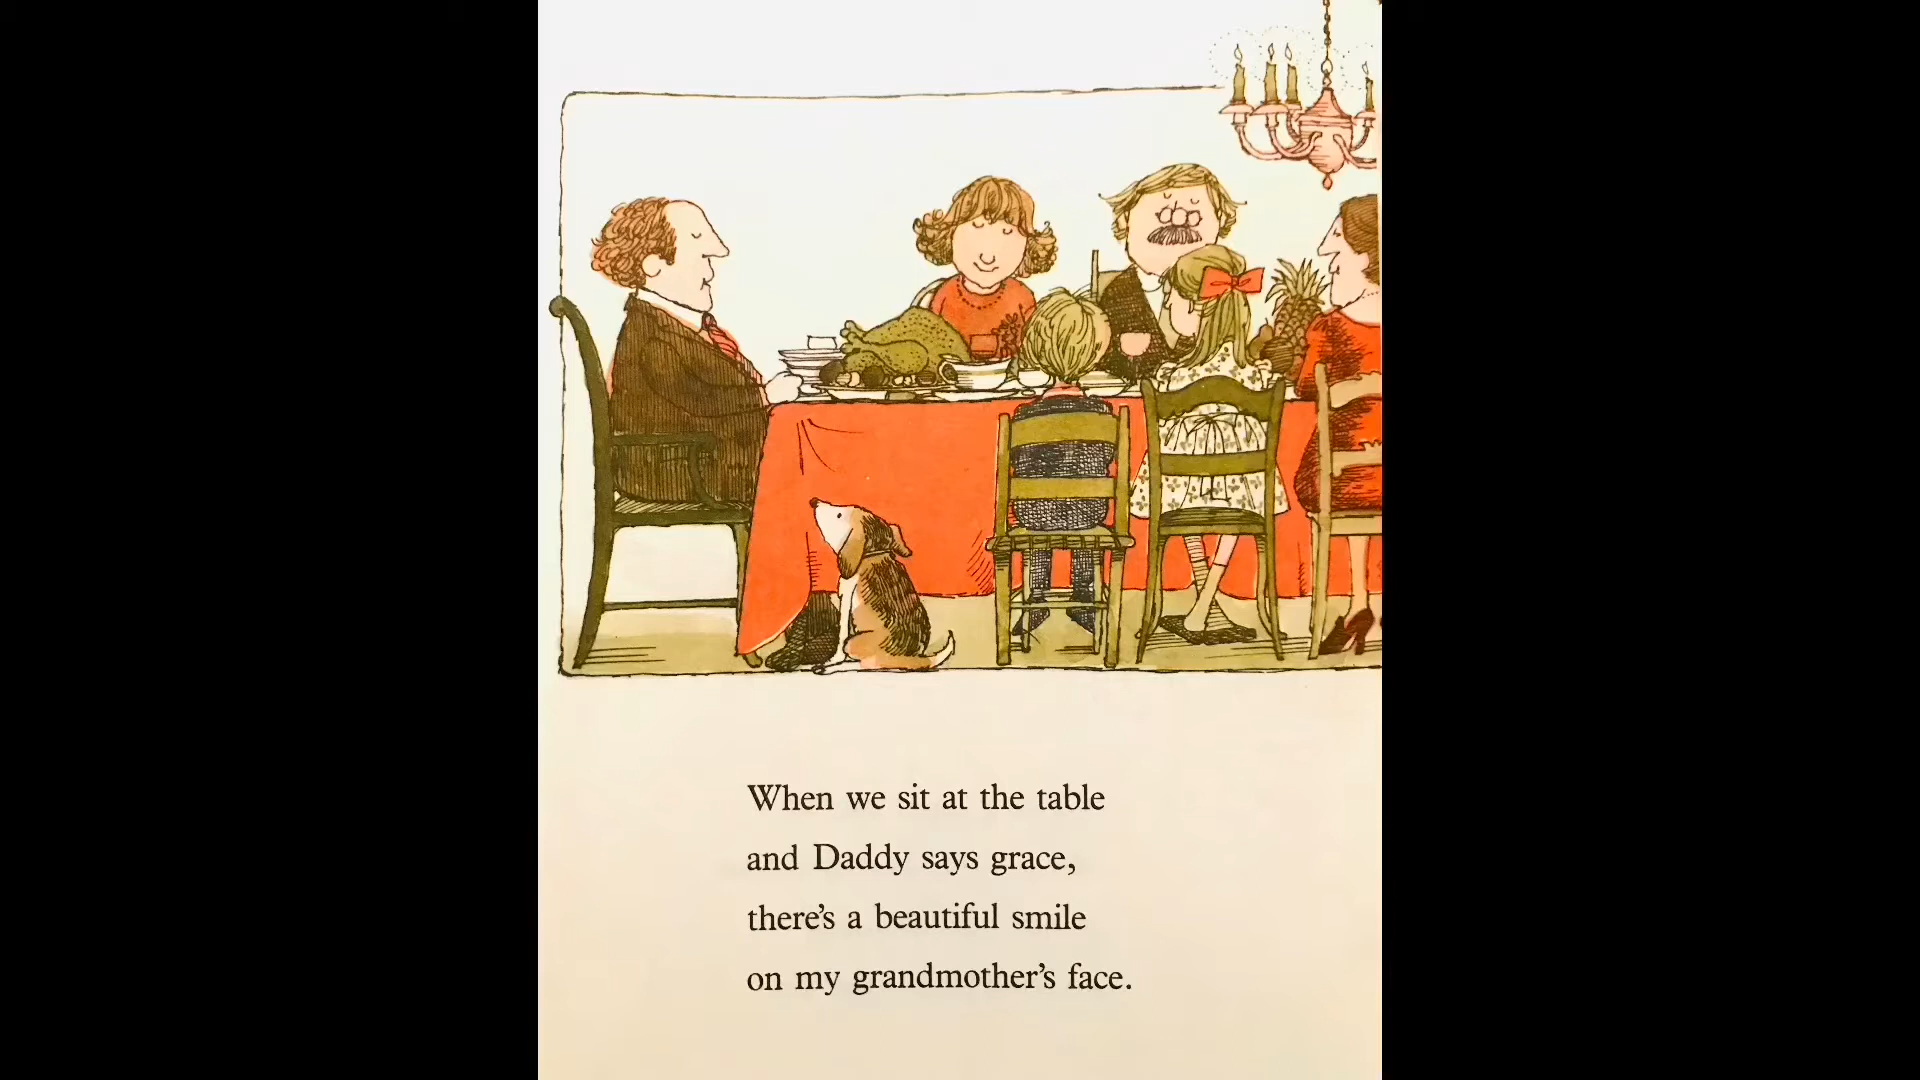 When we sit at the table
and Daddy says grace,
there's a beautiful smile
on my grandmother's face.